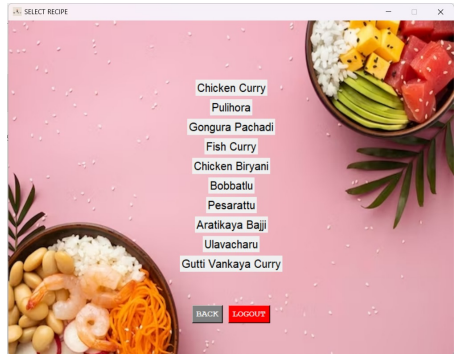 SELECT RECIPE
Chicken Curry
Pulihora
Gongura Pachadi
Fish Curry
Chicken Biryani
Bobbatlu
Pesarattu
Aratikaya Bajji
Ulavacharu
Gutti Vankaya Curry
BACK LOGOUT